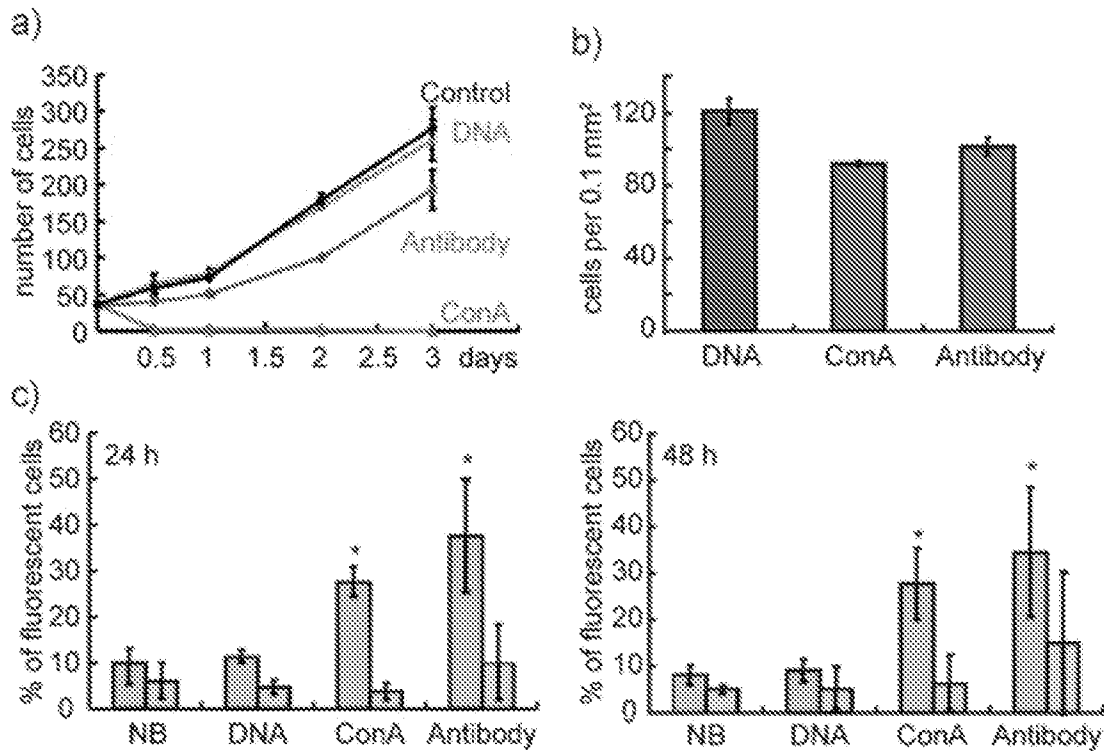 a)
350
300
250
200
150
100
50
0
number of cells
Control
DNA
Antibody
ConA
0.5 1 1.5 2 2.5 3 days
b)
120
80
40
0
cells per 0.1 mm²
DNA ConA Antibody
c)
60
50
40
30
20
10
0
% of fluorescent cells
24 h
* *
NB DNA ConA Antibody
60
50
40
30
20
10
0
% of fluorescent cells
48 h
* *
NB DNA ConA Antibody